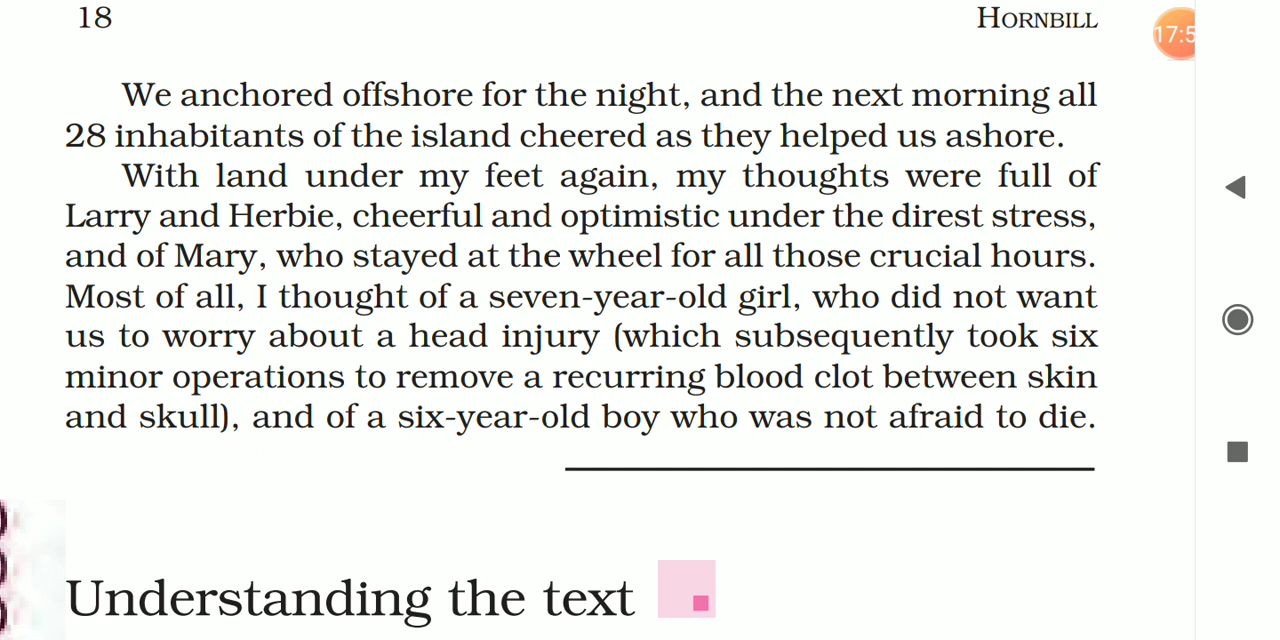 18 HORNBILL
17:5
We anchored offshore for the night, and the next morning all
28 inhabitants of the island cheered as they helped us ashore.
With land under my feet again, my thoughts were full of
Larry and Herbie, cheerful and optimistic under the direst stress,
and of Mary, who stayed at the wheel for all those crucial hours.
Most of all, I thought of a seven-year-old girl, who did not want
us to worry about a head injury (which subsequently took six
minor operations to remove a recurring blood clot between skin
and skull), and of a six-year-old boy who was not afraid to die.
Understanding the text